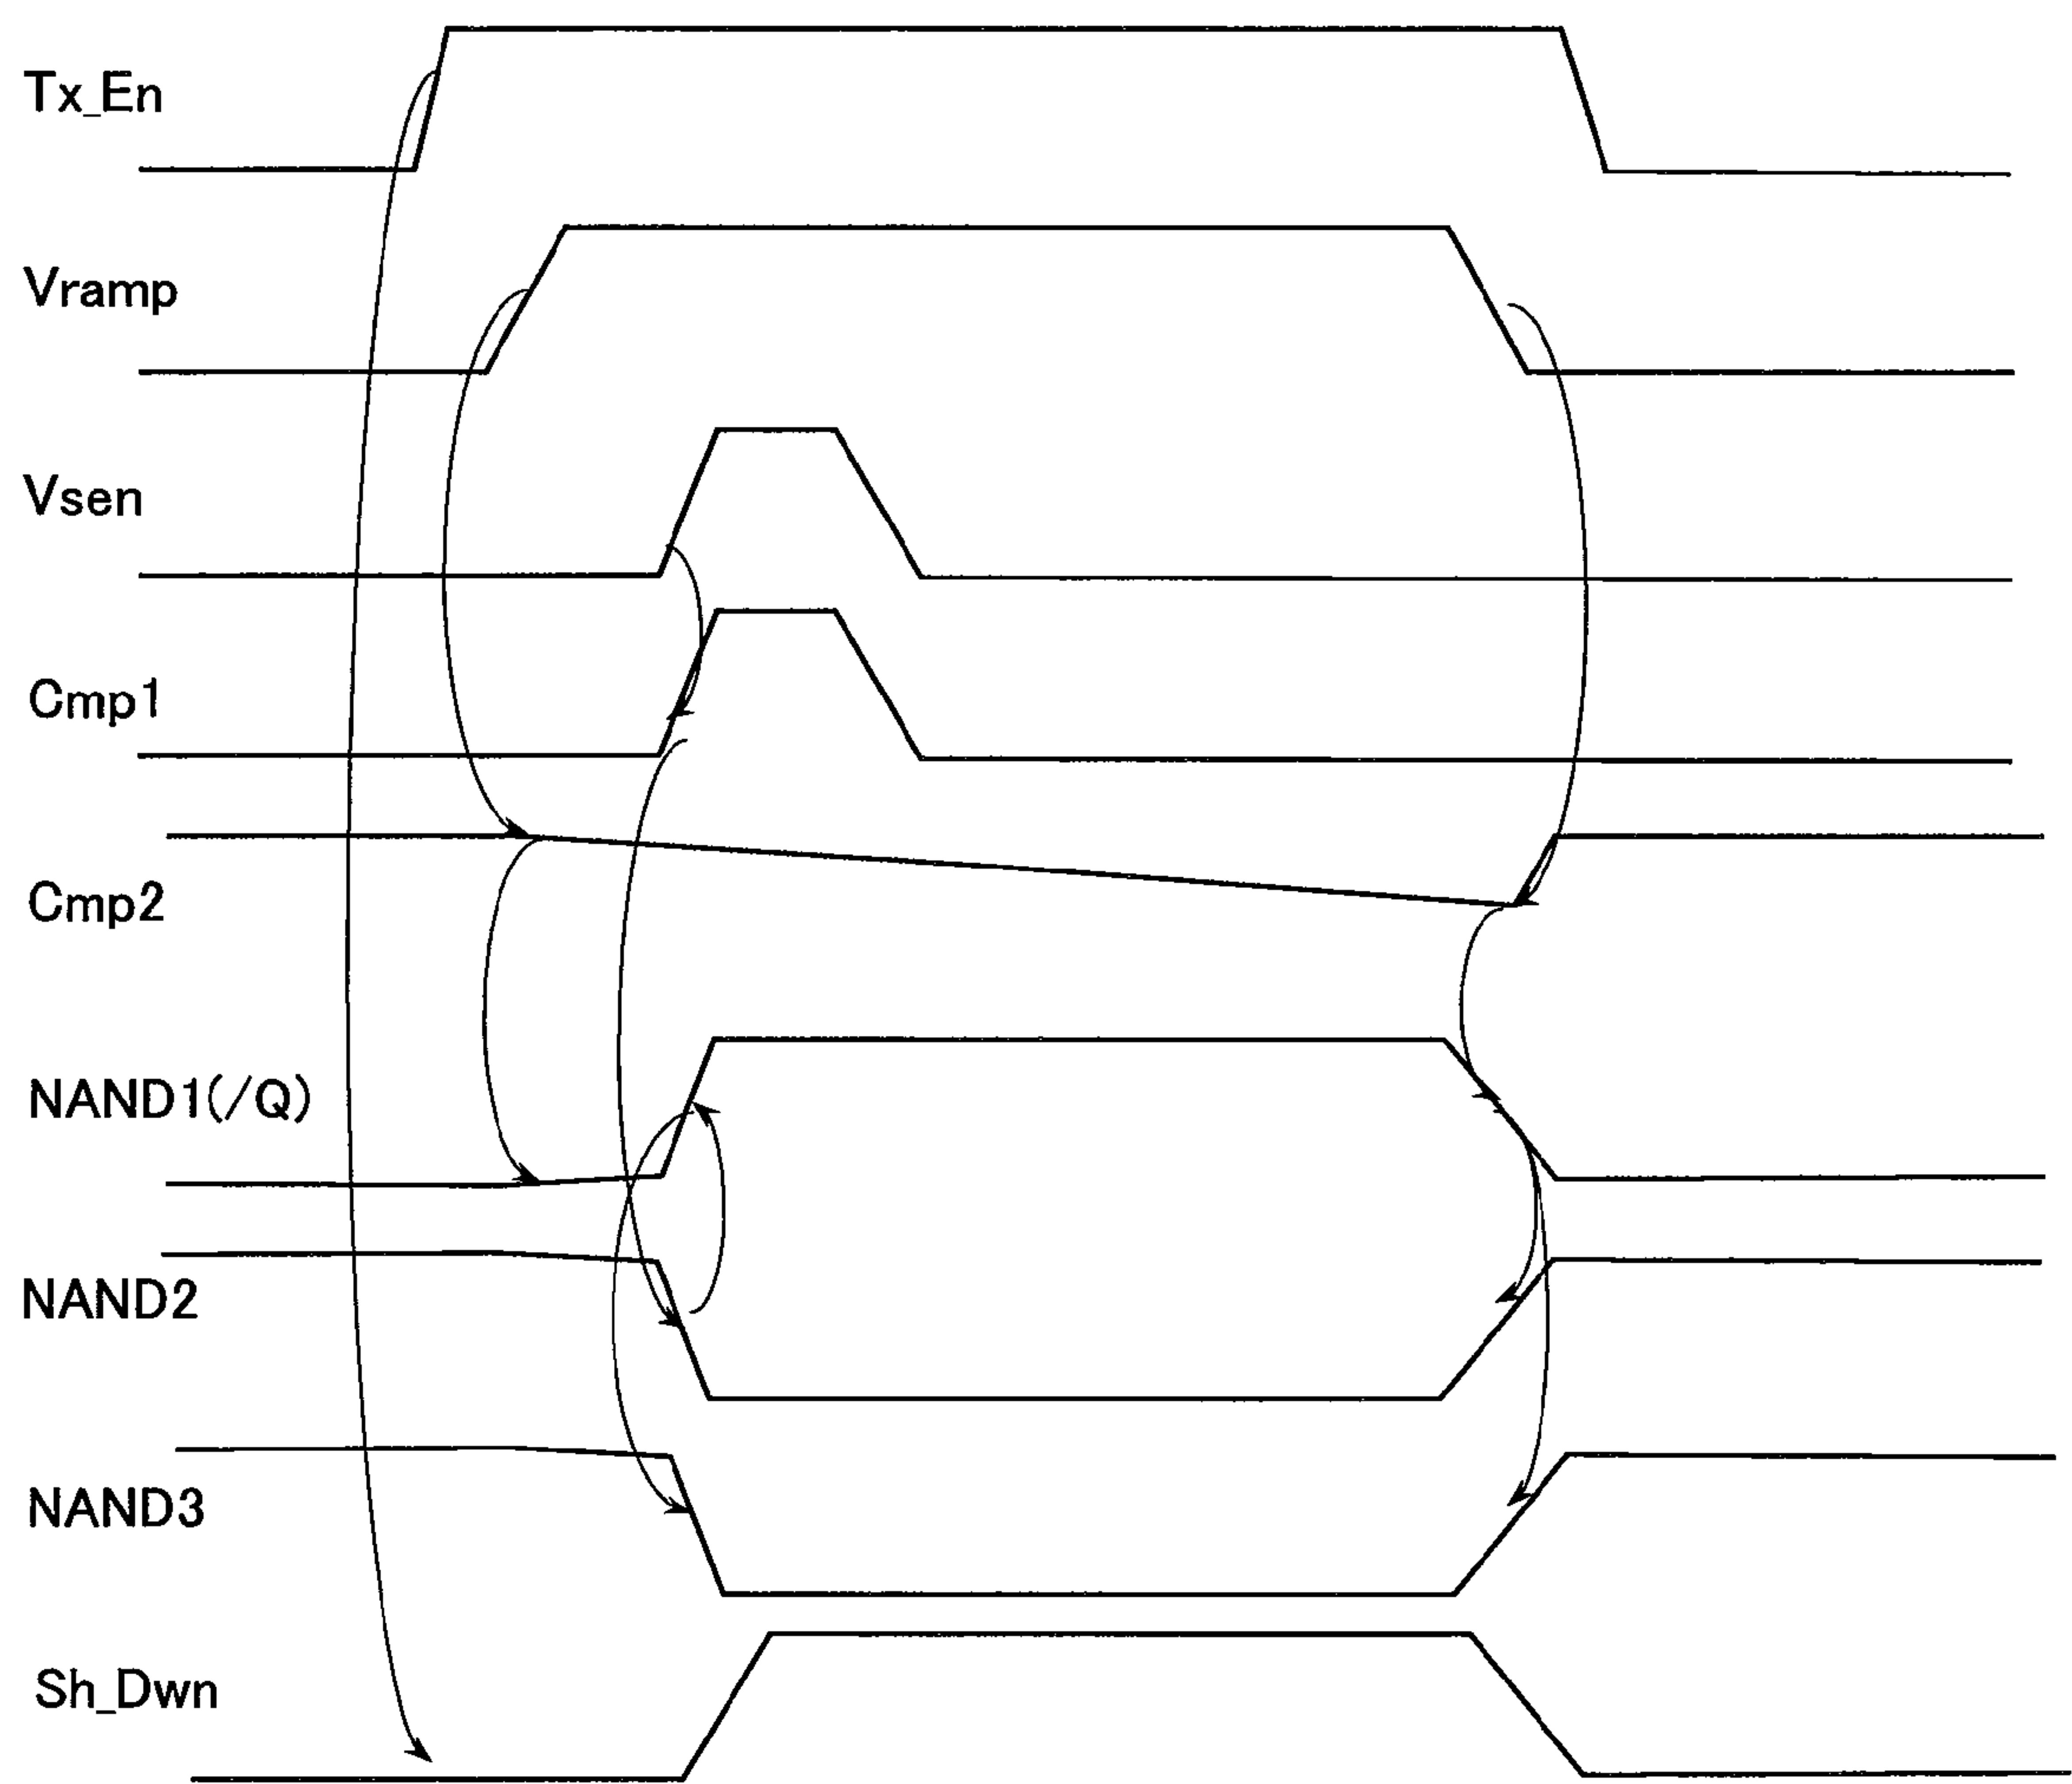 Tx_En
Vramp
Vsen
Cmp1
Cmp2
NAND1(/Q)
NAND2
NAND3
Sh_Dwn